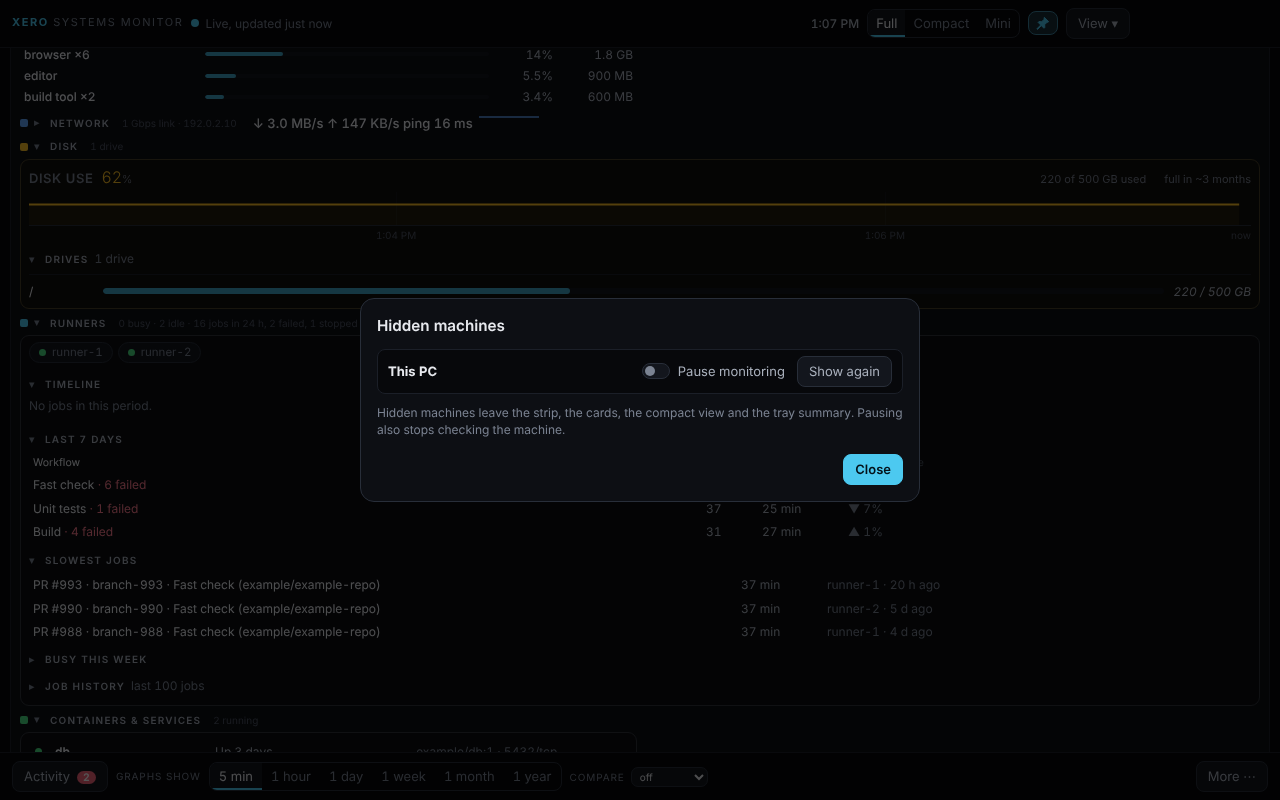 XERO SYSTEMS MONITOR Live, updated just now 1:07 PM Full Compact Mini View ▾
browser ×6 14% 1.8 GB
editor 5.5% 900 MB
build tool ×2 3.4% 600 MB
NETWORK 1 Gbps link · 192.0.2.10 ↓ 3.0 MB/s ↑ 147 KB/s ping 16 ms
DISK 1 drive
DISK USE 62% 220 of 500 GB used full in ~3 months
1:04 PM 1:06 PM now
DRIVES 1 drive
/ 220 / 500 GB
RUNNERS 0 busy · 2 idle · 16 jobs in 24 h, 2 failed, 1 stopped
runner-1 runner-2
TIMELINE
No jobs in this period.
LAST 7 DAYS
Workflow
Fast check · 6 failed
Unit tests · 1 failed 37 25 min ▼ 7%
Build · 4 failed 31 27 min ▲ 1%
SLOWEST JOBS
PR #993 · branch-993 · Fast check (example/example-repo) 37 min runner-1 · 20 h ago
PR #990 · branch-990 · Fast check (example/example-repo) 37 min runner-2 · 5 d ago
PR #988 · branch-988 · Fast check (example/example-repo) 37 min runner-1 · 4 d ago
BUSY THIS WEEK
JOB HISTORY last 100 jobs
CONTAINERS & SERVICES 2 running
db Up 3 days example/db:1 · 5432/tcp
Hidden machines
This PC Pause monitoring Show again
Hidden machines leave the strip, the cards, the compact view and the tray summary. Pausing
also stops checking the machine.
Close
Activity 2 GRAPHS SHOW 5 min 1 hour 1 day 1 week 1 month 1 year COMPARE off More ···